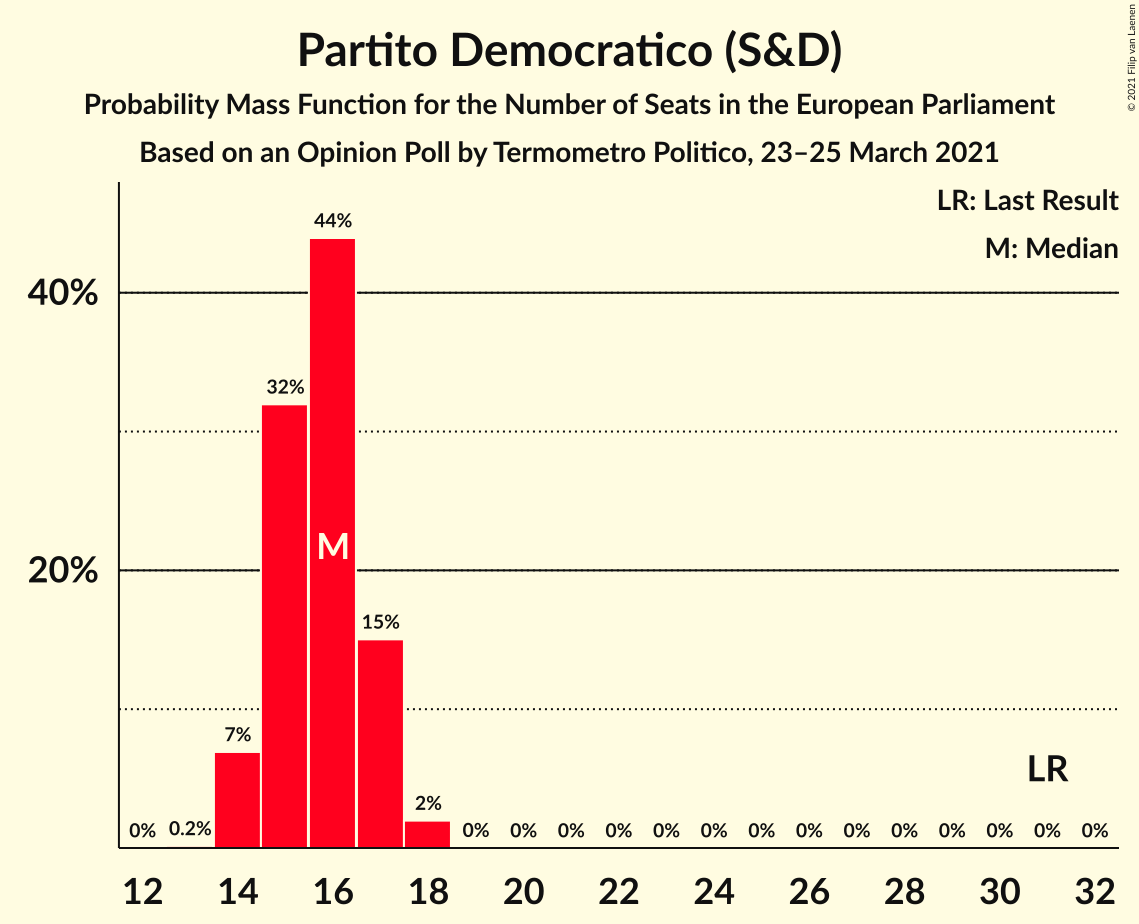 Partito Democratico (S&D)
Probability Mass Function for the Number of Seats in the European Parliament
Based on an Opinion Poll by Termometro Politico, 23–25 March 2021
© 2021 Filip van Laenen
LR: Last Result
M: Median
40%
20%
44%
32%
M
15%
7%
LR
2%
0% 0.2% 0% 0% 0% 0% 0% 0% 0% 0% 0% 0% 0% 0% 0% 0%
12 14 16 18 20 22 24 26 28 30 32